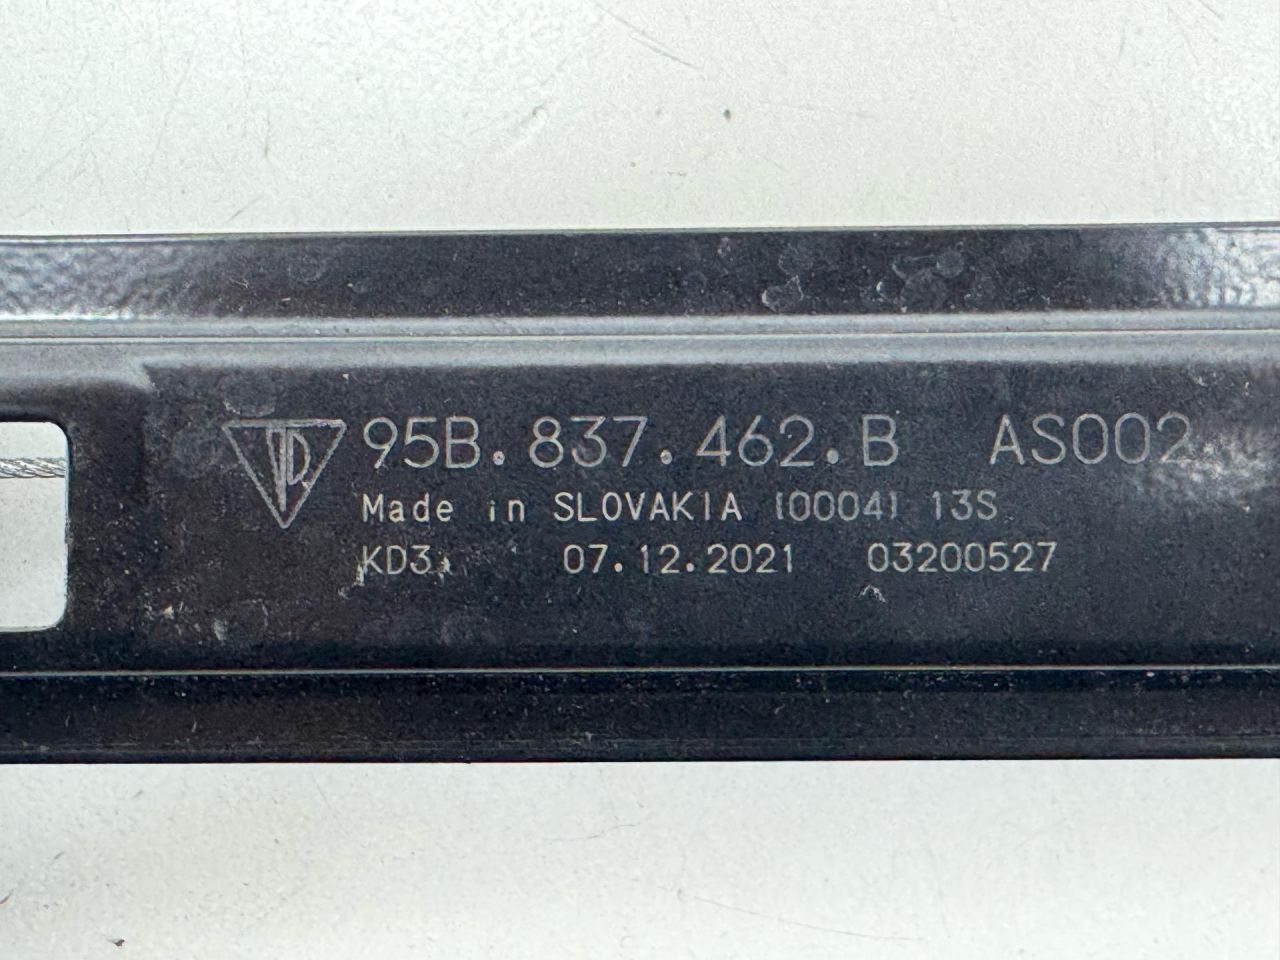 95B.837.462.B AS002
Made in SLOVAKIA (0004) 13S
KD3 07.12.2021 03200527